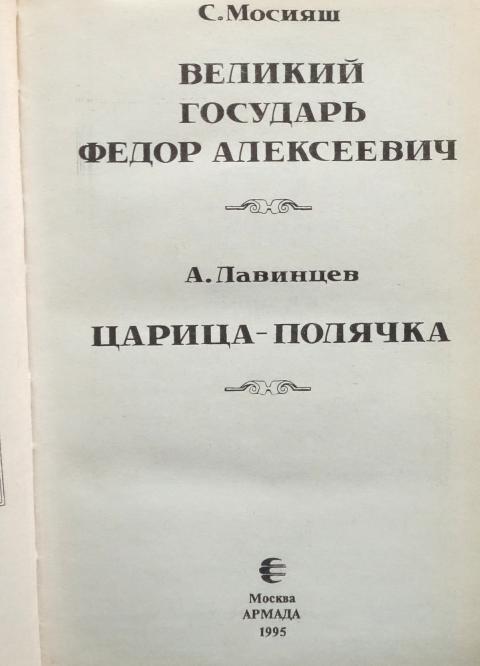 С.Мосияш
ВЕЛИКИЙ
ГОСУДАРЬ
ФЕДОР АЛЕКСЕЕВИЧ
А.Лавинцев
ЦАРИЦА-ПОЛЯЧКА
Москва
АРМАДА
1995